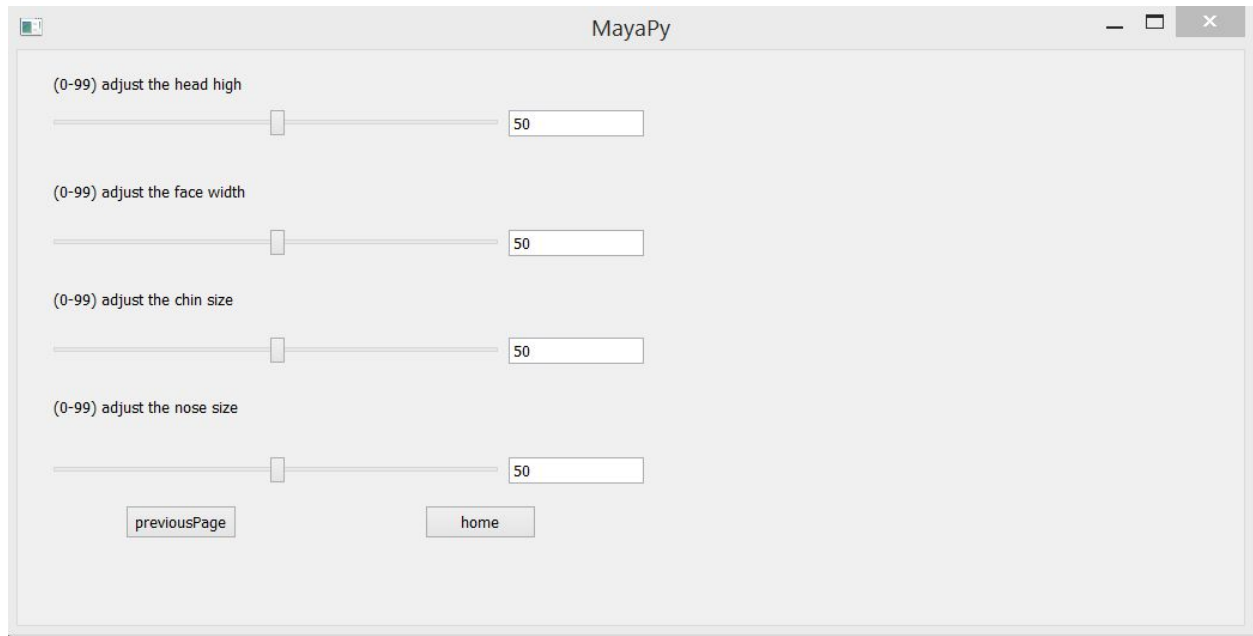 MayaPy
(0-99) adjust the head high
50
(0-99) adjust the face width
50
(0-99) adjust the chin size
50
(0-99) adjust the nose size
50
previousPage home